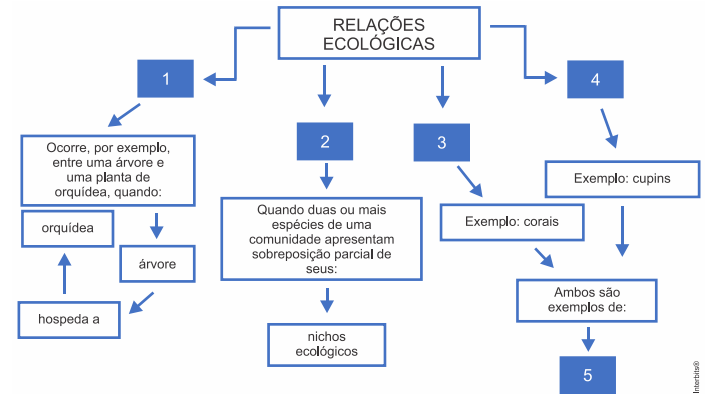 RELAÇÕES
ECOLÓGICAS
1
4
Ocorre, por exemplo,
entre uma árvore e
uma planta de
orquídea, quando:
2
3
Exemplo: cupins
Quando duas ou mais
espécies de uma
comunidade apresentam
sobreposição parcial de
seus:
Exemplo: corais
orquídea
árvore
hospeda a
Ambos são
exemplos de:
nichos
ecológicos
5
Interbits®